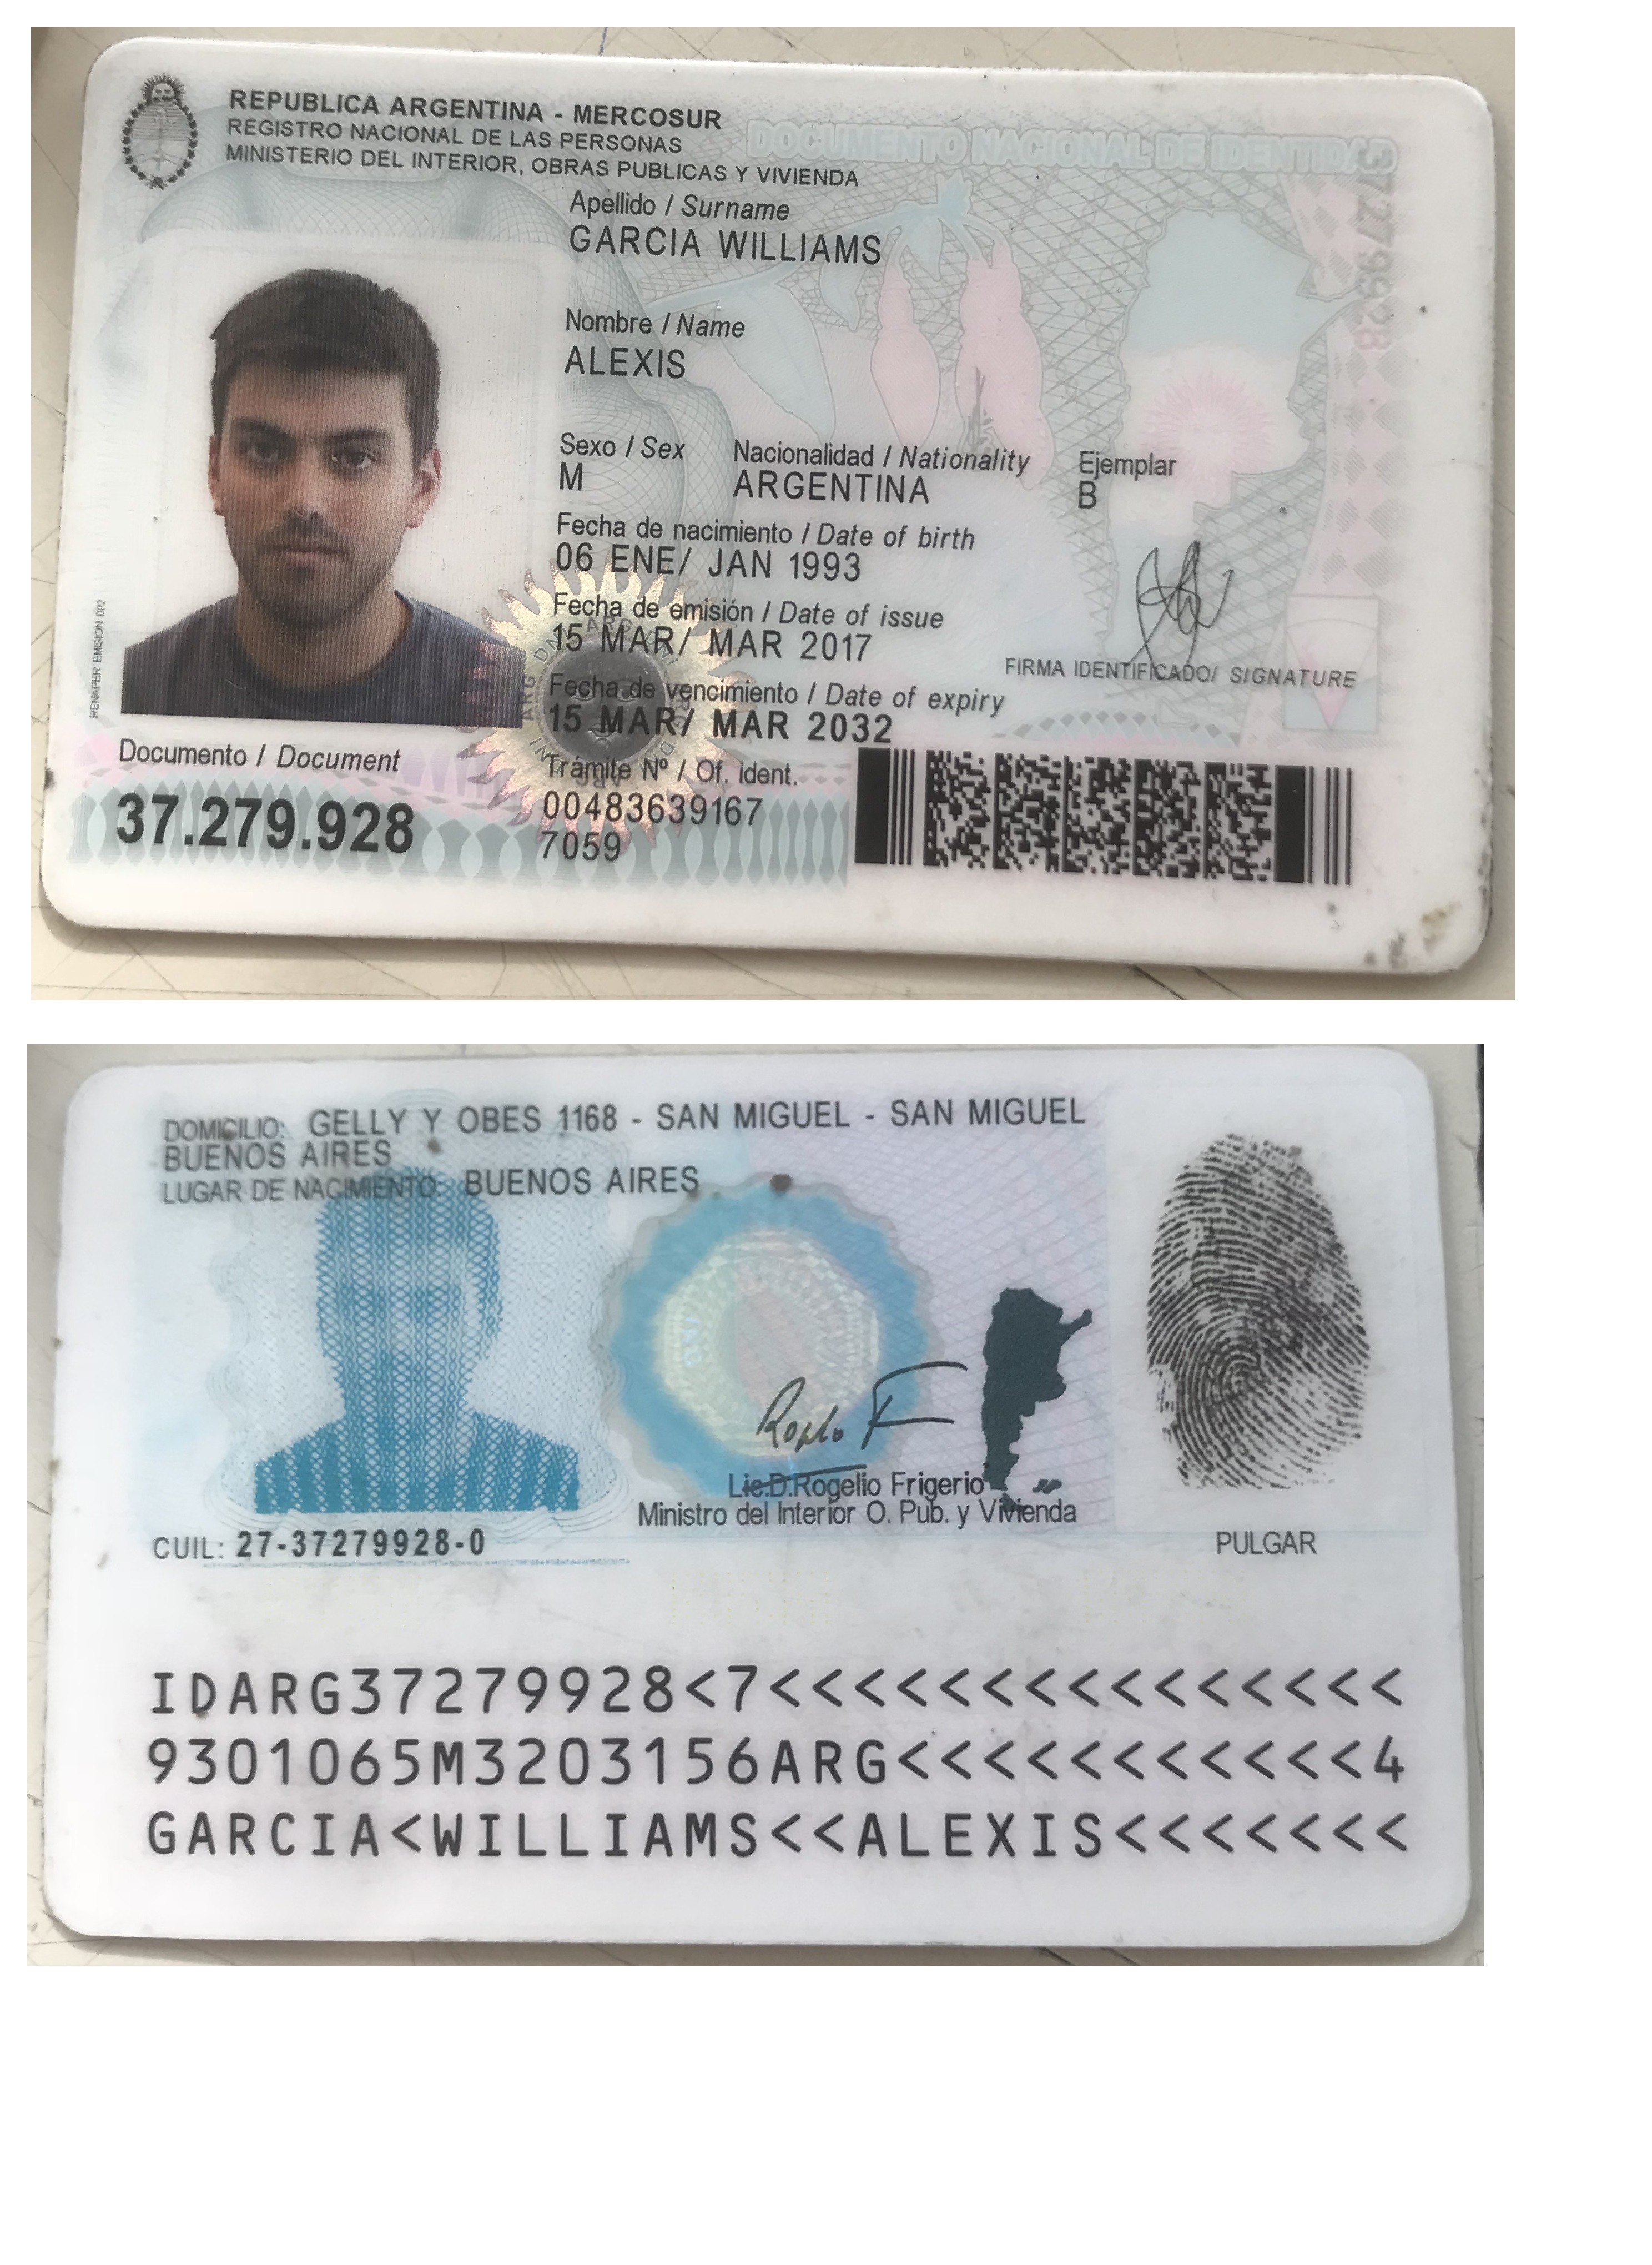 REPUBLICA ARGENTINA - MERCOSUR
REGISTRO NACIONAL DE LAS PERSONAS
MINISTERIO DEL INTERIOR, OBRAS PUBLICAS Y VIVIENDA
DOCUMENTO NACIONAL DE IDENTIDAD
37279928
Apellido / Surname
GARCIA WILLIAMS
Nombre / Name
ALEXIS
Sexo / Sex Nacionalidad / Nationality Ejemplar
M ARGENTINA B
Fecha de nacimiento / Date of birth
06 ENE/ JAN 1993
Fecha de emisión / Date of issue
15 MAR/ MAR 2017
FIRMA IDENTIFICADO/ SIGNATURE
Fecha de vencimiento / Date of expiry
15 MAR/ MAR 2032
RENAPER EMISIÓN 002
Documento / Document
37.279.928
Trámite Nº / Of. ident.
00483639167
7059
DOMICILIO: GELLY Y OBES 1168 - SAN MIGUEL - SAN MIGUEL
BUENOS AIRES
LUGAR DE NACIMIENTO: BUENOS AIRES
Lic.D.Rogelio Frigerio
Ministro del Interior O. Pub. y Vivienda
CUIL: 27-37279928-0
PULGAR
IDARG37279928<7<<<<<<<<<<<<<<<
9301065M3203156ARG<<<<<<<<<<<4
GARCIA<WILLIAMS<<ALEXIS<<<<<<<